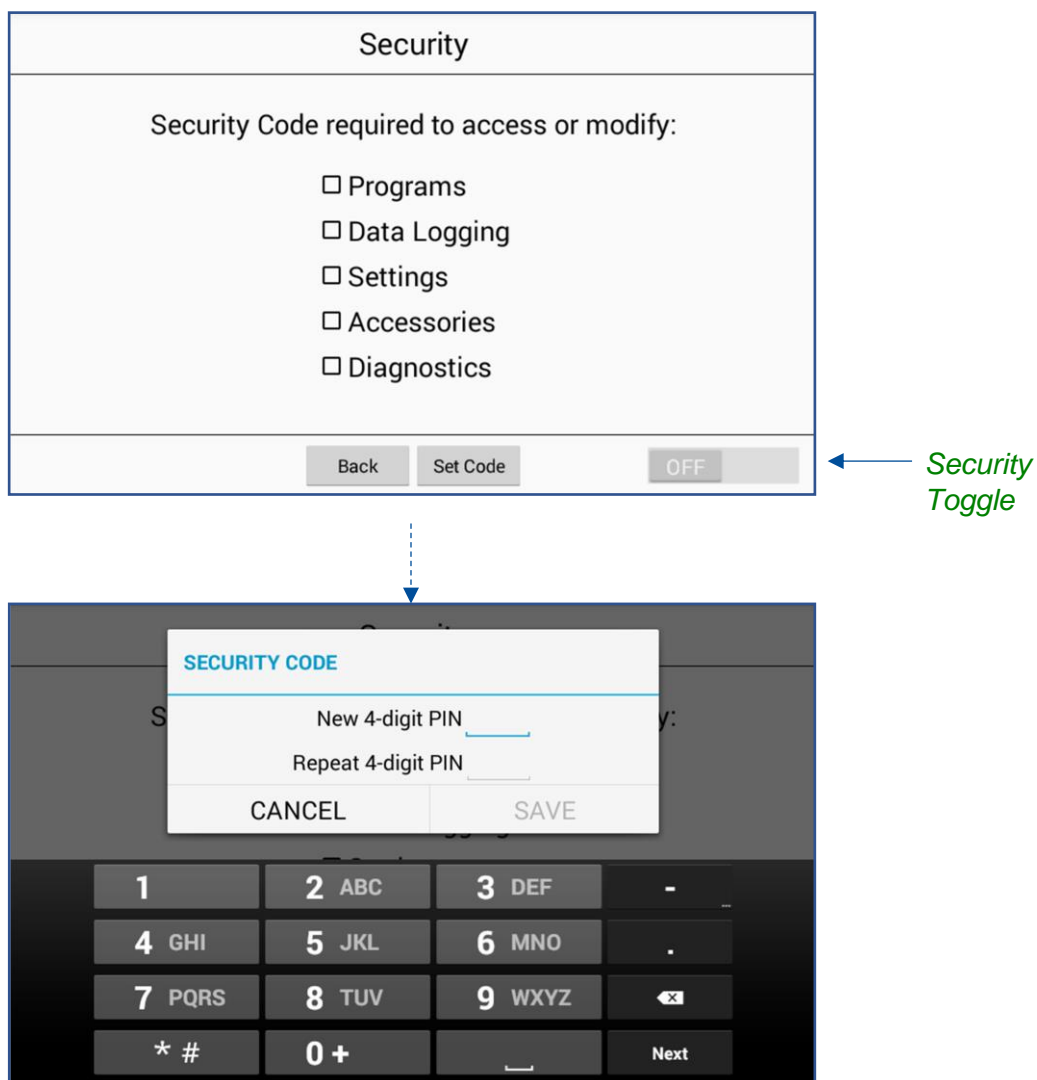 Security
Security Code required to access or modify:
Programs
Data Logging
Settings
Accessories
Diagnostics
Back Set Code OFF
Security
Toggle
SECURITY CODE
S New 4-digit PIN y:
Repeat 4-digit PIN
CANCEL SAVE
1 2 ABC 3 DEF -
4 GHI 5 JKL 6 MNO .
7 PQRS 8 TUV 9 WXYZ
* # 0 + Next